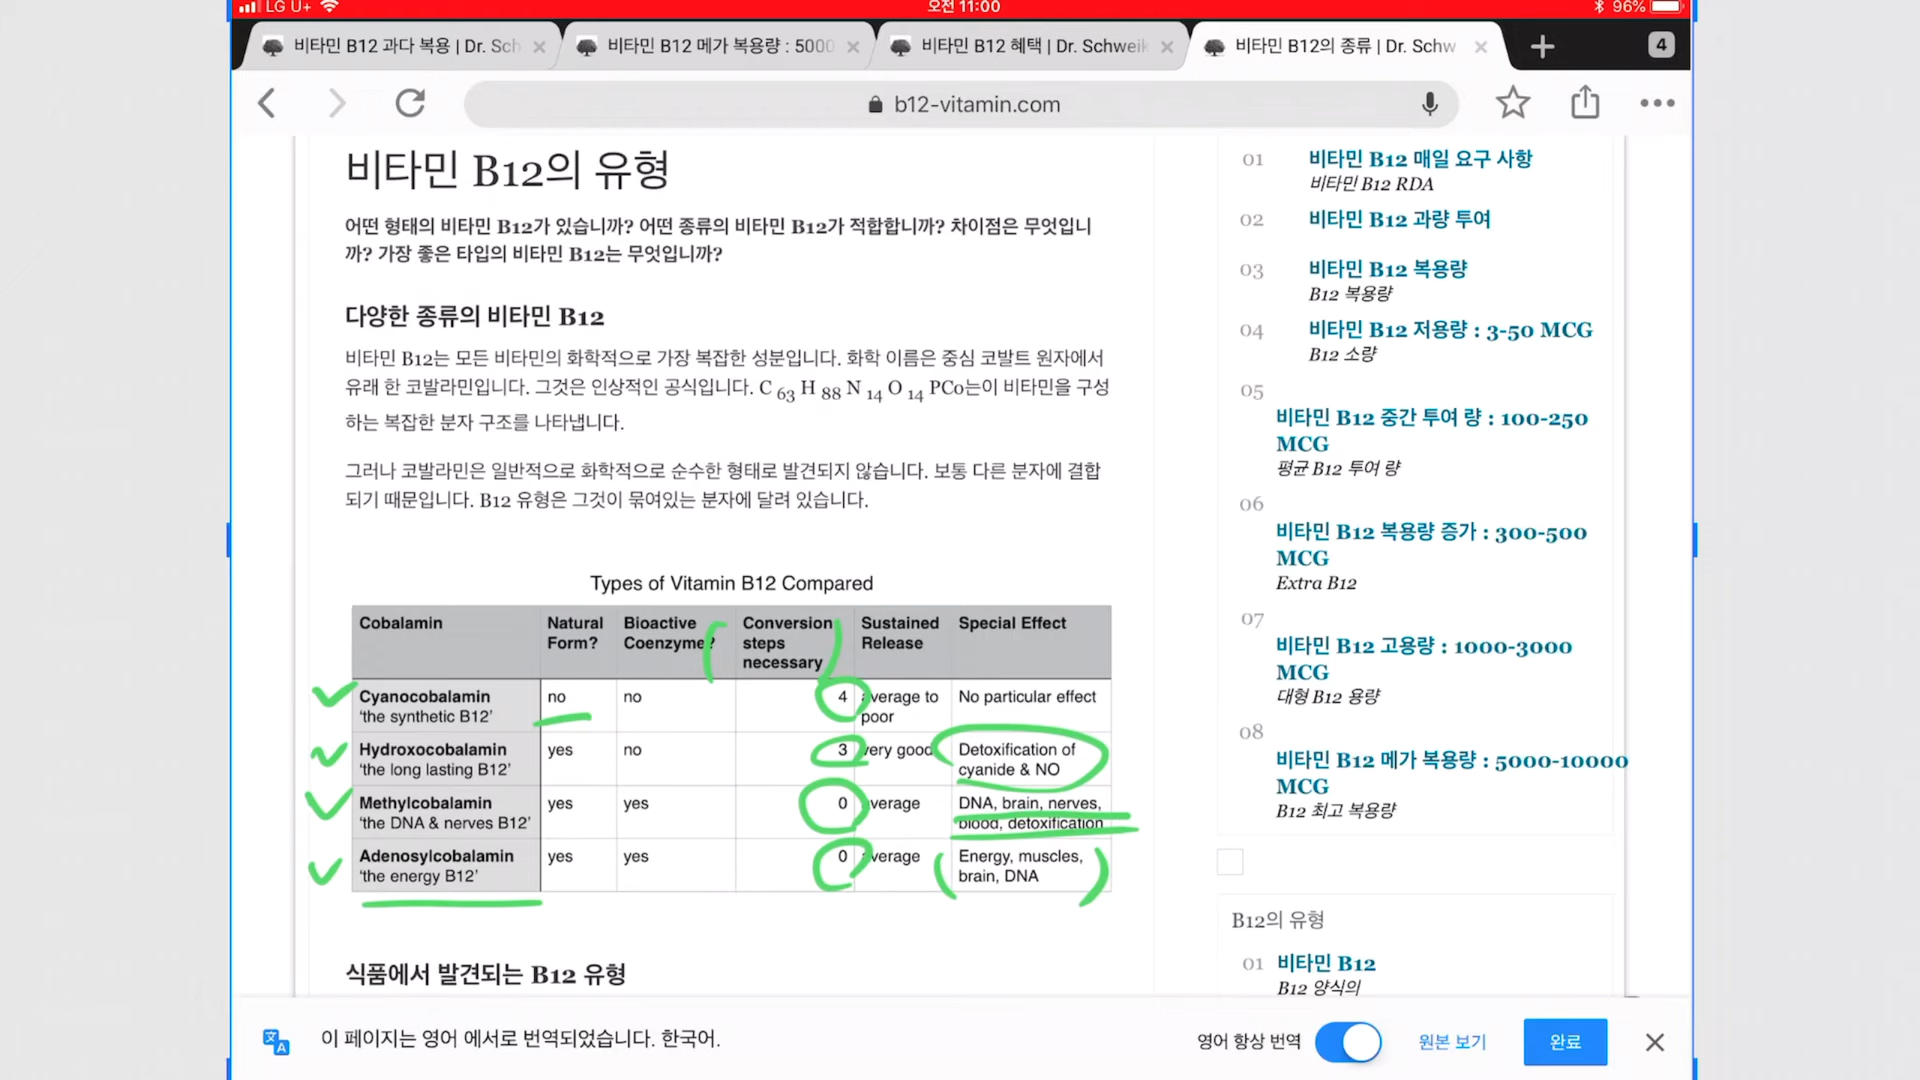 LG U+
오전 11:00
96%
비타민 B12 과다 복용 | Dr. Sch
비타민 B12 메가 복용량 : 5000
비타민 B12 혜택 | Dr. Schweik
비타민 B12의 종류 | Dr. Schw
4
b12-vitamin.com
비타민 B12의 유형
어떤 형태의 비타민 B12가 있습니까? 어떤 종류의 비타민 B12가 적합합니까? 차이점은 무엇입니
까? 가장 좋은 타입의 비타민 B12는 무엇입니까?
다양한 종류의 비타민 B12
비타민 B12는 모든 비타민의 화학적으로 가장 복잡한 성분입니다. 화학 이름은 중심 코발트 원자에서
유래 한 코발라민입니다. 그것은 인상적인 공식입니다. C 63 H 88 N 14 O 14 PCo는이 비타민을 구성
하는 복잡한 분자 구조를 나타냅니다.
그러나 코발라민은 일반적으로 화학적으로 순수한 형태로 발견되지 않습니다. 보통 다른 분자에 결합
되기 때문입니다. B12 유형은 그것이 묶여있는 분자에 달려 있습니다.
Types of Vitamin B12 Compared
Cobalamin
Natural
Form?
Bioactive
Coenzyme?
Conversion
steps
necessary
Sustained
Release
Special Effect
Cyanocobalamin
'the synthetic B12'
no
no
4
average to
poor
No particular effect
Hydroxocobalamin
'the long lasting B12'
yes
no
3
very good
Detoxification of
cyanide & NO
Methylcobalamin
'the DNA & nerves B12'
yes
yes
0
average
DNA, brain, nerves,
blood, detoxification
Adenosylcobalamin
'the energy B12'
yes
yes
0
average
Energy, muscles,
brain, DNA
식품에서 발견되는 B12 유형
01 비타민 B12 매일 요구 사항
비타민 B12 RDA
02 비타민 B12 과량 투여
03 비타민 B12 복용량
B12 복용량
04 비타민 B12 저용량 : 3-50 MCG
B12 소량
05
비타민 B12 중간 투여 량 : 100-250
MCG
평균 B12 투여 량
06
비타민 B12 복용량 증가 : 300-500
MCG
Extra B12
07
비타민 B12 고용량 : 1000-3000
MCG
대형 B12 용량
08
비타민 B12 메가 복용량 : 5000-10000
MCG
B12 최고 복용량
B12의 유형
01 비타민 B12
B12 양식의
이 페이지는 영어 에서로 번역되었습니다. 한국어.
영어 항상 번역
원본 보기
완료